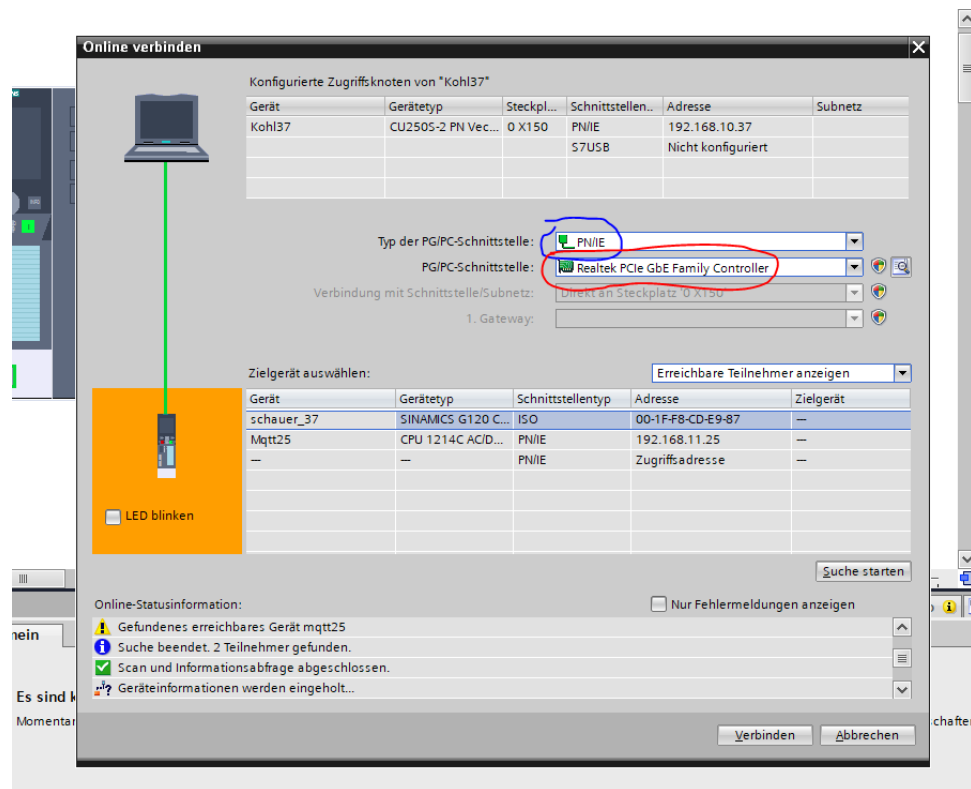 Online verbinden
Konfigurierte Zugriffsknoten von "Kohl37"
Gerät Gerätetyp Steckpl... Schnittstellen.. Adresse Subnetz
Kohl37 CU250S-2 PN Vec... 0 X150 PN/IE 192.168.10.37
S7USB Nicht konfiguriert
Typ der PG/PC-Schnittstelle: PN/IE
PG/PC-Schnittstelle: Realtek PCIe GbE Family Controller
Verbindung mit Schnittstelle/Subnetz: Direkt an Steckplatz '0 X150'
1. Gateway:
Zielgerät auswählen: Erreichbare Teilnehmer anzeigen
Gerät Gerätetyp Schnittstellentyp Adresse Zielgerät
schauer_37 SINAMICS G120 C... ISO 00-1F-F8-CD-E9-87 —
Mqtt25 CPU 1214C AC/D... PN/IE 192.168.11.25 —
— — PN/IE Zugriffsadresse —
LED blinken
Suche starten
Online-Statusinformation: Nur Fehlermeldungen anzeigen
Gefundenes erreichbares Gerät mqtt25
Suche beendet. 2 Teilnehmer gefunden.
Scan und Informationsabfrage abgeschlossen.
Geräteinformationen werden eingeholt...
Verbinden Abbrechen
nein
Es sind k
Momentar
chafte